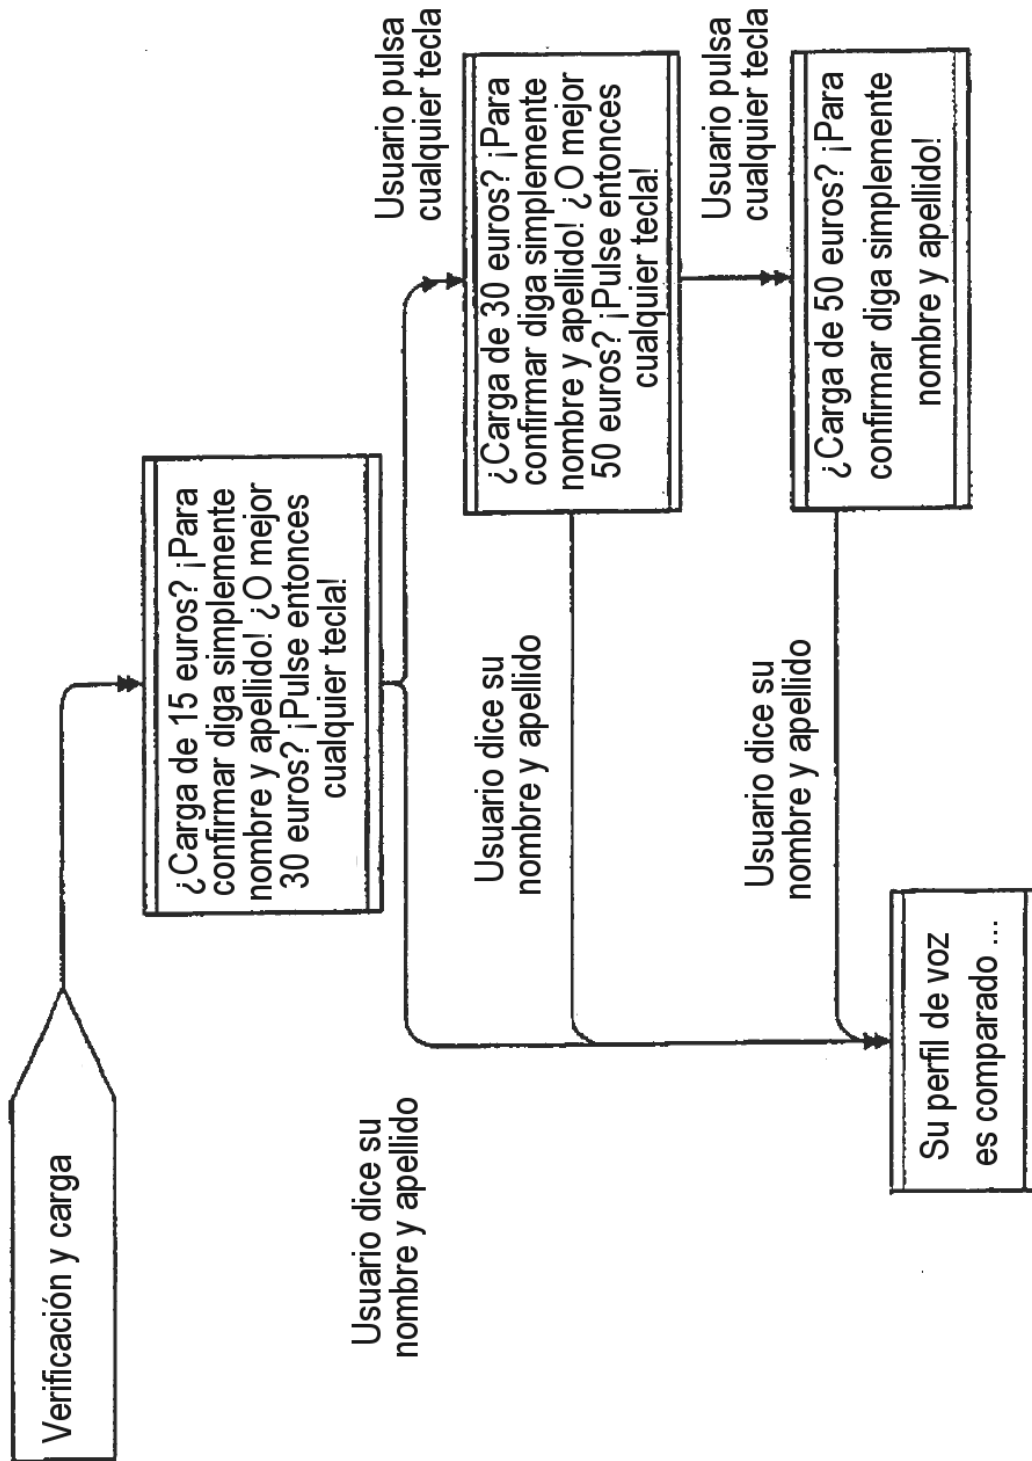 Verificación y carga
¿Carga de 15 euros? ¡Para
confirmar diga simplemente
nombre y apellido! ¿O mejor
30 euros? ¡Pulse entonces
cualquier tecla!
Usuario pulsa
cualquier tecla
¿Carga de 30 euros? ¡Para
confirmar diga simplemente
nombre y apellido! ¿O mejor
50 euros? ¡Pulse entonces
cualquier tecla!
Usuario pulsa
cualquier tecla
¿Carga de 50 euros? ¡Para
confirmar diga simplemente
nombre y apellido!
Usuario dice su
nombre y apellido
Usuario dice su
nombre y apellido
Usuario dice su
nombre y apellido
Su perfil de voz
es comparado ...